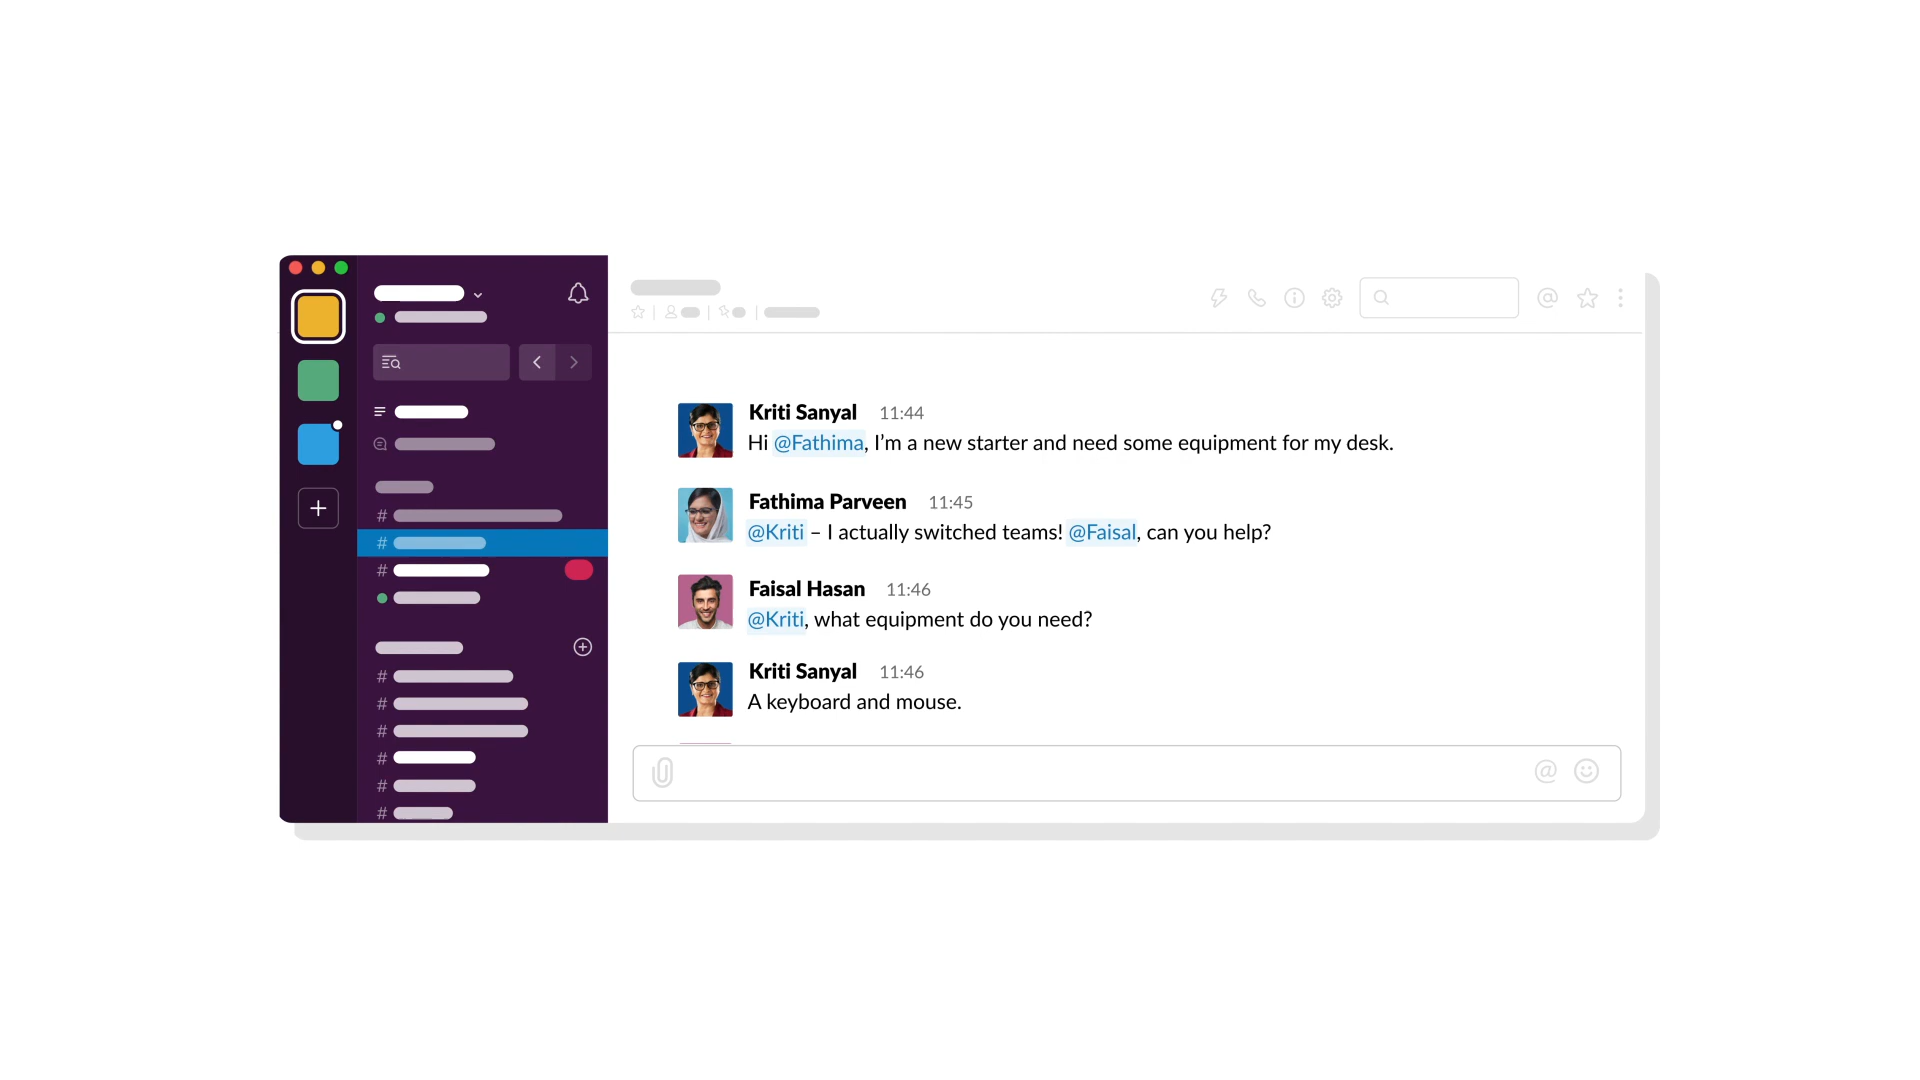 Kriti Sanyal 11:44
Hi @Fathima, I’m a new starter and need some equipment for my desk.
Fathima Parveen 11:45
@Kriti – I actually switched teams! @Faisal, can you help?
Faisal Hasan 11:46
@Kriti, what equipment do you need?
Kriti Sanyal 11:46
A keyboard and mouse.